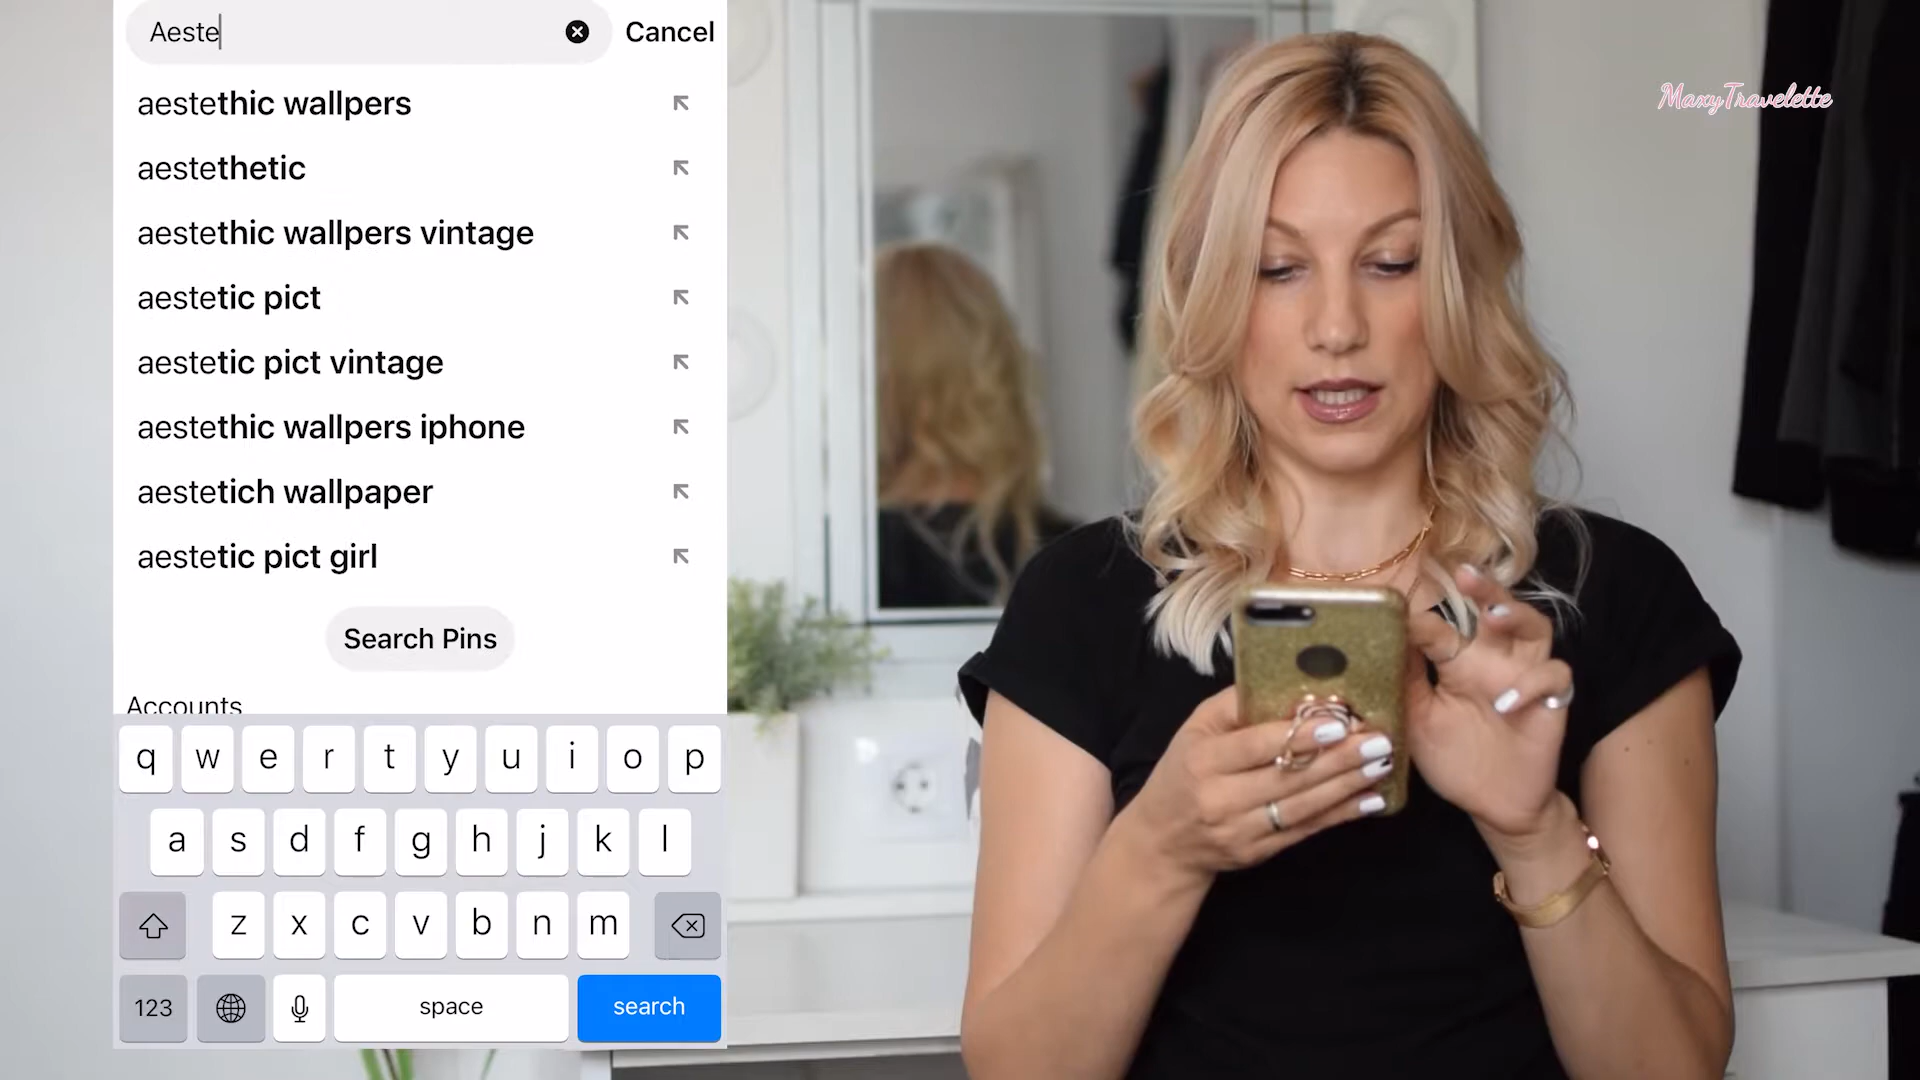 Aeste
Cancel
aestethic wallpers
aestethetic
aestethic wallpers vintage
aestetic pict
aestetic pict vintage
aestethic wallpers iphone
aestetich wallpaper
aestetic pict girl
Search Pins
Accounts
q w e r t y u i o p
a s d f g h j k l
z x c v b n m
123 space search
MaxyTravelette